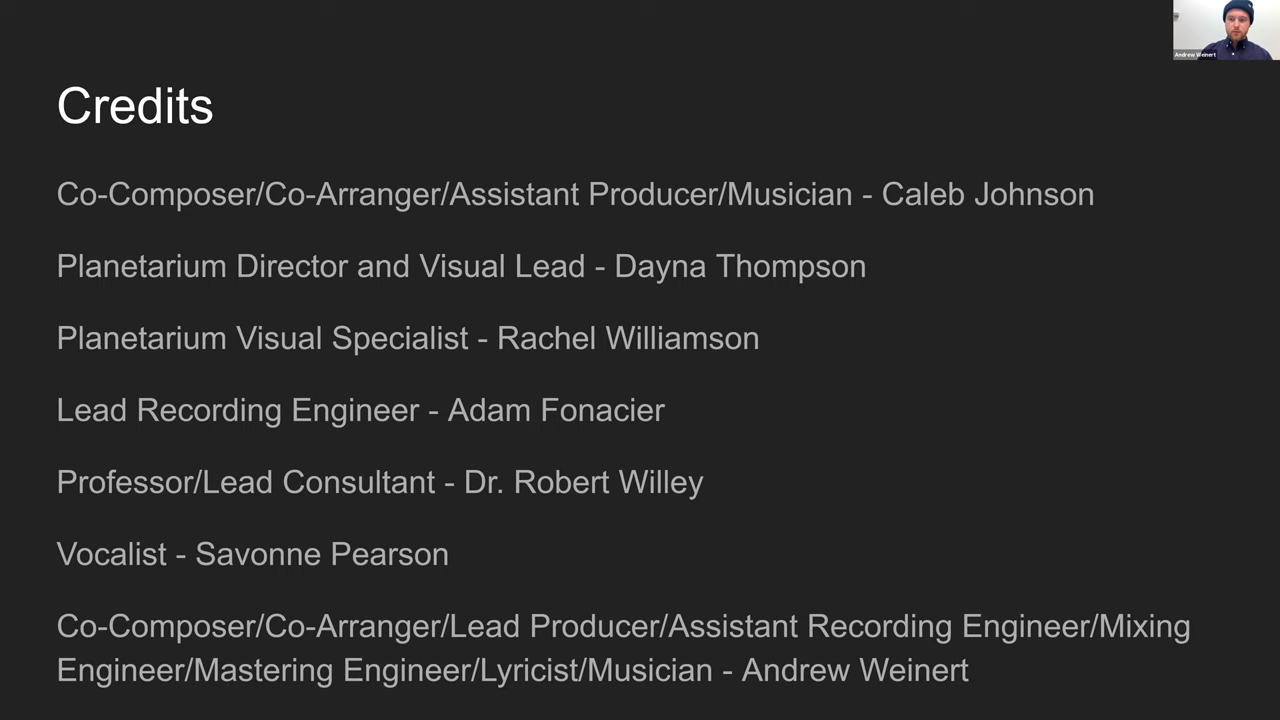 Andrew Weinert
Credits
Co-Composer/Co-Arranger/Assistant Producer/Musician - Caleb Johnson
Planetarium Director and Visual Lead - Dayna Thompson
Planetarium Visual Specialist - Rachel Williamson
Lead Recording Engineer - Adam Fonacier
Professor/Lead Consultant - Dr. Robert Willey
Vocalist - Savonne Pearson
Co-Composer/Co-Arranger/Lead Producer/Assistant Recording Engineer/Mixing
Engineer/Mastering Engineer/Lyricist/Musician - Andrew Weinert